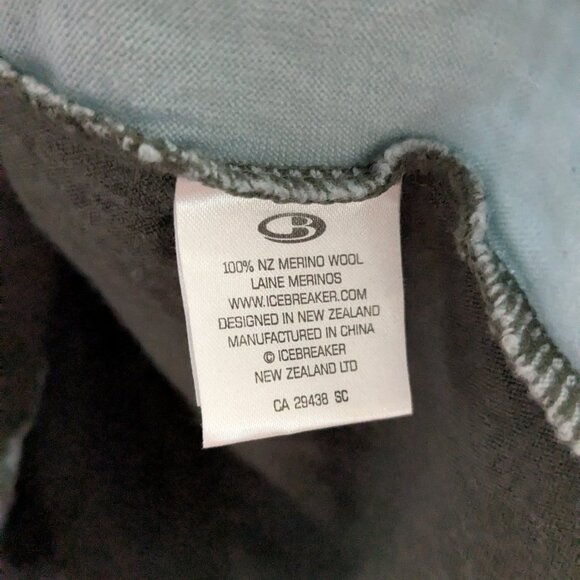 100% NZ MERINO WOOL
LAINE MERINOS
WWW.ICEBREAKER.COM
DESIGNED IN NEW ZEALAND
MANUFACTURED IN CHINA
© ICEBREAKER
NEW ZEALAND LTD
CA 29438 SC